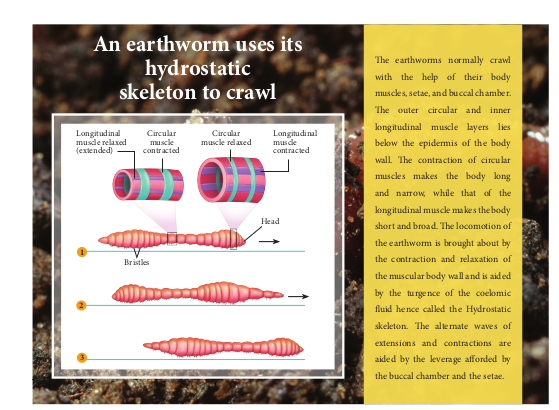 An earthworm uses its
hydrostatic
skeleton to crawl
Longitudinal
muscle relaxed
(extended)
Circular
muscle
contracted
Circular
muscle relaxed
Longitudinal
muscle
contracted
Head
1
Bristles
2
3
The earthworms normally crawl
with the help of their body
muscles, setae, and buccal chamber.
The outer circular and inner
longitudinal muscle layers lies
below the epidermis of the body
wall. The contraction of circular
muscles makes the body long
and narrow, while that of the
longitudinal muscle makes the body
short and broad. The locomotion of
the earthworm is brought about by
the contraction and relaxation of
the muscular body wall and is aided
by the turgence of the coelomic
fluid hence called the Hydrostatic
skeleton. The alternate waves of
extensions and contractions are
aided by the leverage afforded by
the buccal chamber and the setae.